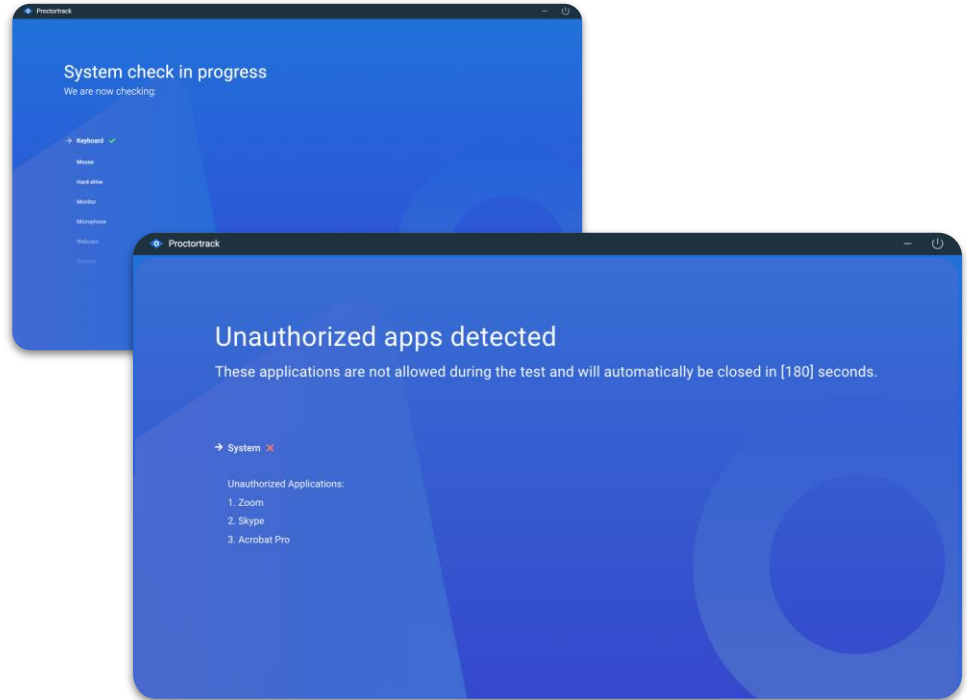 Proctortrack
System check in progress
We are now checking:
→ Keyboard ✓
Mouse
Hard-drive
Monitor
Microphone
Webcam
System
Proctortrack
Unauthorized apps detected
These applications are not allowed during the test and will automatically be closed in [180] seconds.
→ System ✕
Unauthorized Applications:
1. Zoom
2. Skype
3. Acrobat Pro